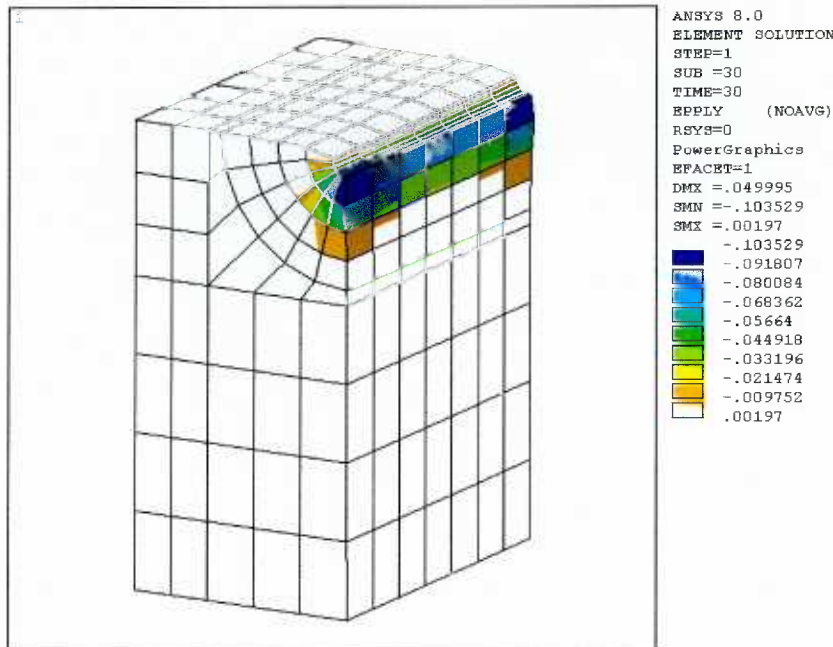 1
ANSYS 8.0
ELEMENT SOLUTION
STEP=1
SUB =30
TIME=30
EPPLY (NOAVG)
RSYS=0
PowerGraphics
EFACET=1
DMX =.049995
SMN =-.103529
SMX =.00197
-.103529
-.091807
-.080084
-.068362
-.05664
-.044918
-.033196
-.021474
-.009752
.00197